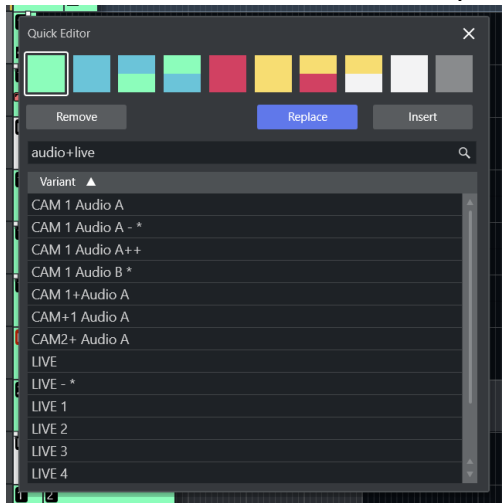 2
Quick Editor
Remove Replace Insert
audio+live
Variant ▲
CAM 1 Audio A
CAM 1 Audio A - *
CAM 1 Audio A++
CAM 1 Audio B *
CAM 1+Audio A
CAM+1 Audio A
CAM2+ Audio A
LIVE
LIVE - *
LIVE 1
LIVE 2
LIVE 3
LIVE 4
1 2